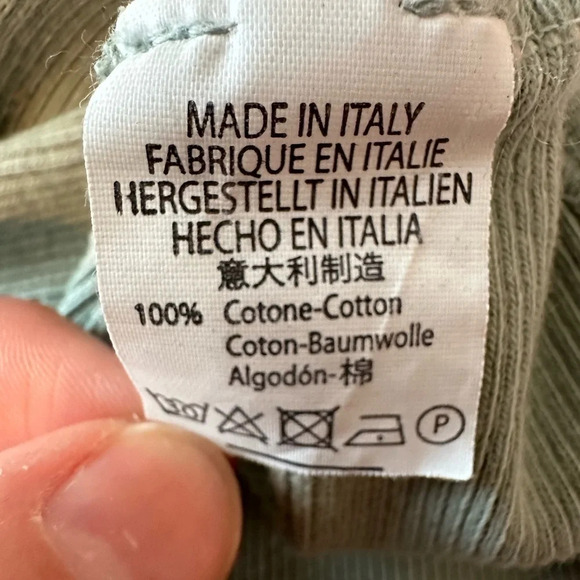 MADE IN ITALY
FABRIQUE EN ITALIE
HERGESTELLT IN ITALIEN
HECHO EN ITALIA
意大利制造
100% Cotone-Cotton
Coton-Baumwolle
Algodón-棉
30° P